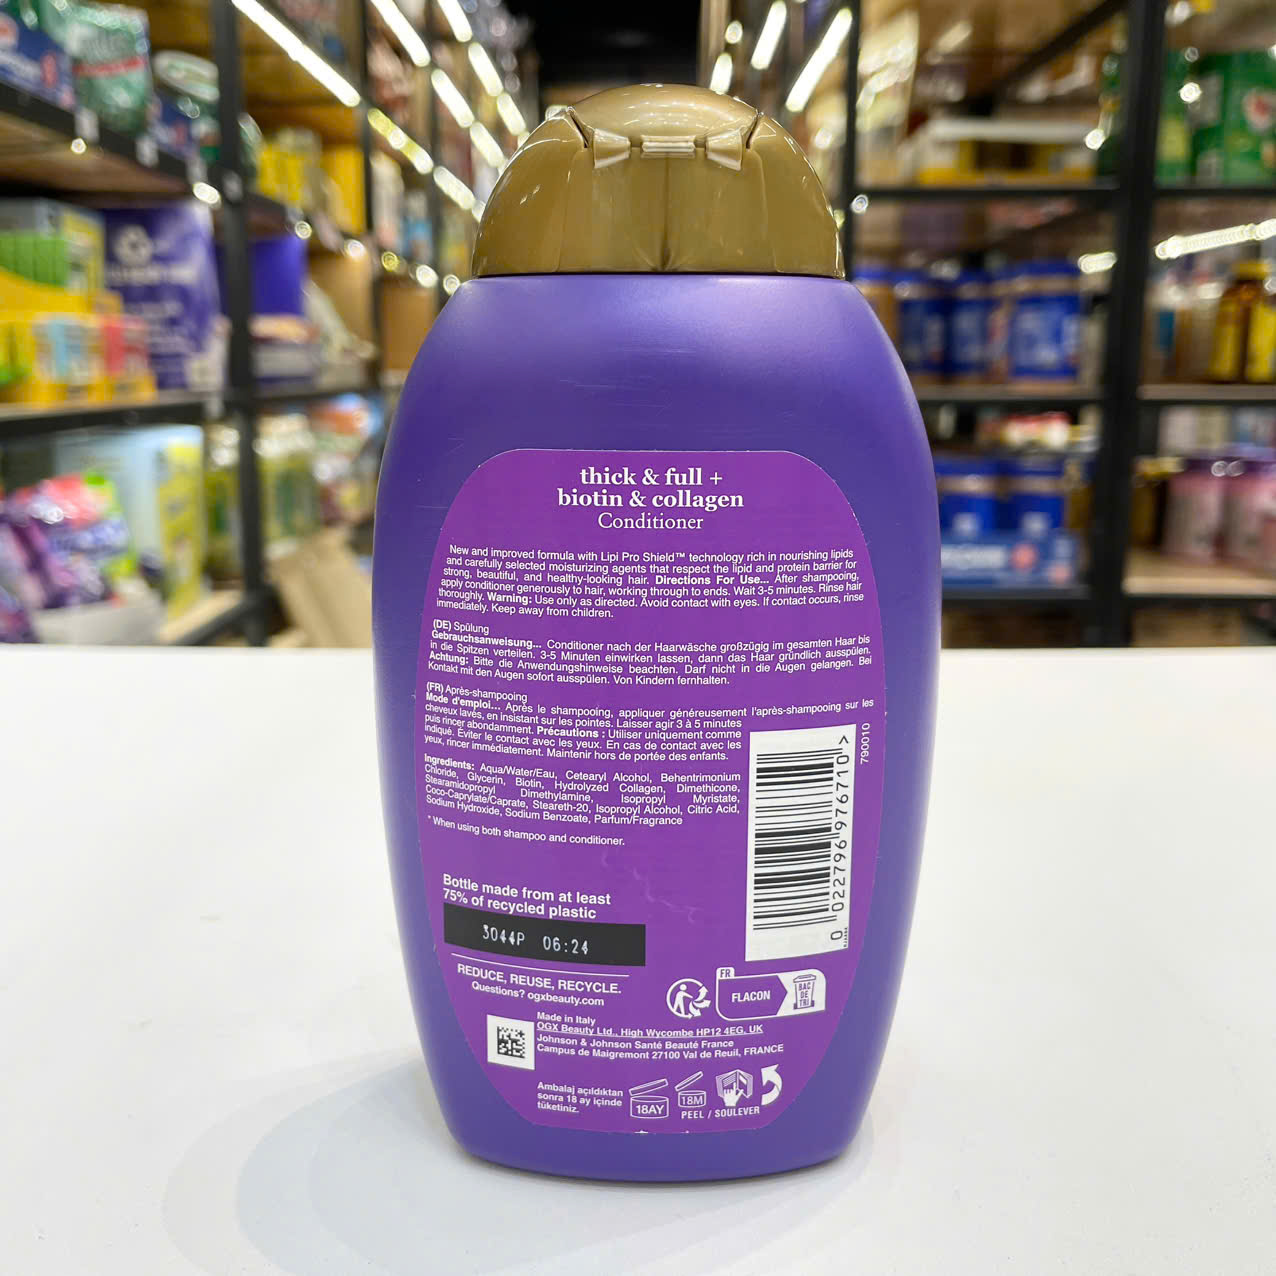 thick & full +
biotin & collagen
Conditioner
New and improved formula with Lipi Pro Shield™ technology rich in nourishing lipids
and carefully selected moisturizing agents that respect the lipid and protein barrier for
strong, beautiful, and healthy-looking hair. Directions For Use... After shampooing,
apply conditioner generously to hair, working through to ends. Wait 3-5 minutes. Rinse hair
thoroughly. Warning: Use only as directed. Avoid contact with eyes. If contact occurs, rinse
immediately. Keep away from children.
(DE) Spülung
Gebrauchsanweisung... Conditioner nach der Haarwäsche großzügig im gesamten Haar bis
in die Spitzen verteilen. 3-5 Minuten einwirken lassen, dann das Haar gründlich ausspülen.
Achtung: Bitte die Anwendungshinweise beachten. Darf nicht in die Augen gelangen. Bei
Kontakt mit den Augen sofort ausspülen. Von Kindern fernhalten.
(FR) Après-shampooing
Mode d'emploi... Après le shampooing, appliquer généreusement l'après-shampooing sur les
cheveux lavés, en insistant sur les pointes. Laisser agir 3 à 5 minutes
puis rincer abondamment. Précautions : Utiliser uniquement comme
indiqué. Éviter le contact avec les yeux. En cas de contact avec les
yeux, rincer immédiatement. Maintenir hors de portée des enfants.
Ingredients: Aqua/Water/Eau, Cetearyl Alcohol, Behentrimonium
Chloride, Glycerin, Biotin, Hydrolyzed Collagen, Dimethicone,
Stearamidopropyl Dimethylamine, Isopropyl Myristate,
Coco-Caprylate/Caprate, Steareth-20, Isopropyl Alcohol, Citric Acid,
Sodium Hydroxide, Sodium Benzoate, Parfum/Fragrance
* When using both shampoo and conditioner.
790010
0 022796 976710 >
Bottle made from at least
75% of recycled plastic
3044P 06:24
REDUCE, REUSE, RECYCLE.
Questions? ogxbeauty.com
FR
FLACON
BAC
DE
TRI
Made in Italy
OGX Beauty Ltd., High Wycombe HP12 4EG, UK
Johnson & Johnson Santé Beauté France
Campus de Maigremont 27100 Val de Reuil, FRANCE
Ambalaj açıldıktan
sonra 18 ay içinde
tüketiniz.
18AY
18M
PEEL / SOULEVER